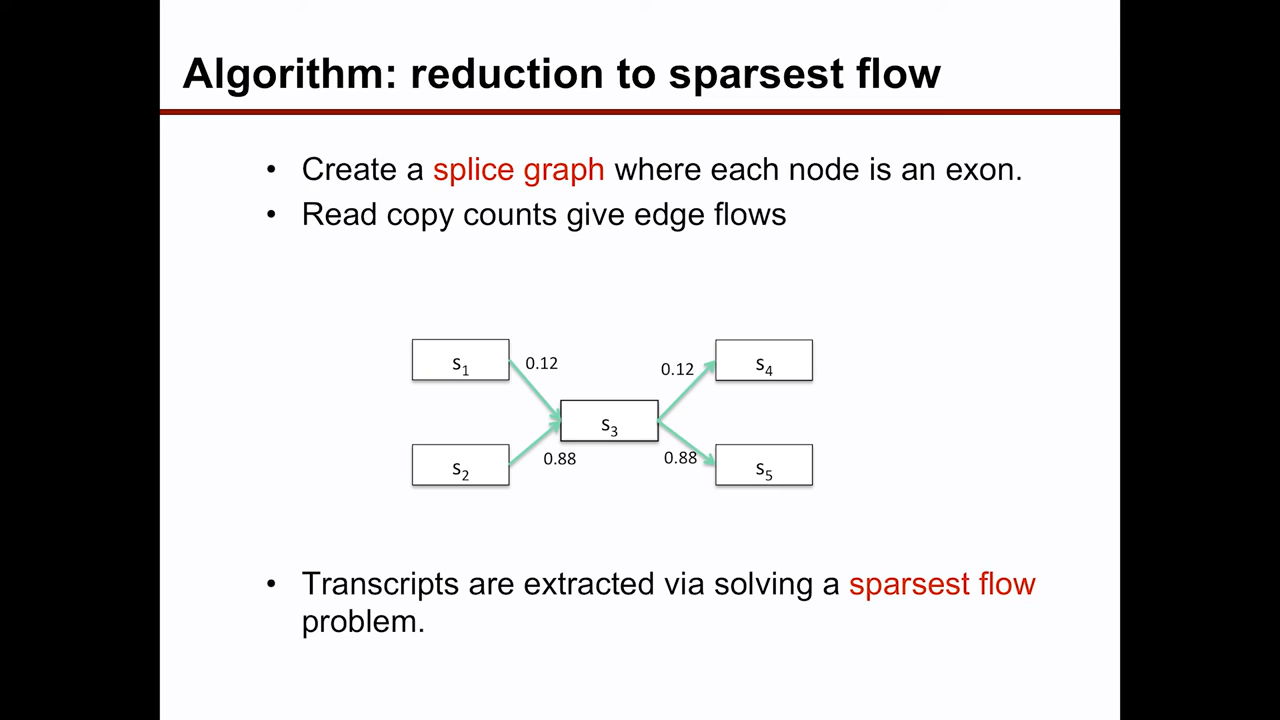 Algorithm: reduction to sparsest flow
• Create a splice graph where each node is an exon.
• Read copy counts give edge flows
s1
0.12
0.12
s4
s3
s2
0.88
0.88
s5
• Transcripts are extracted via solving a sparsest flow
problem.